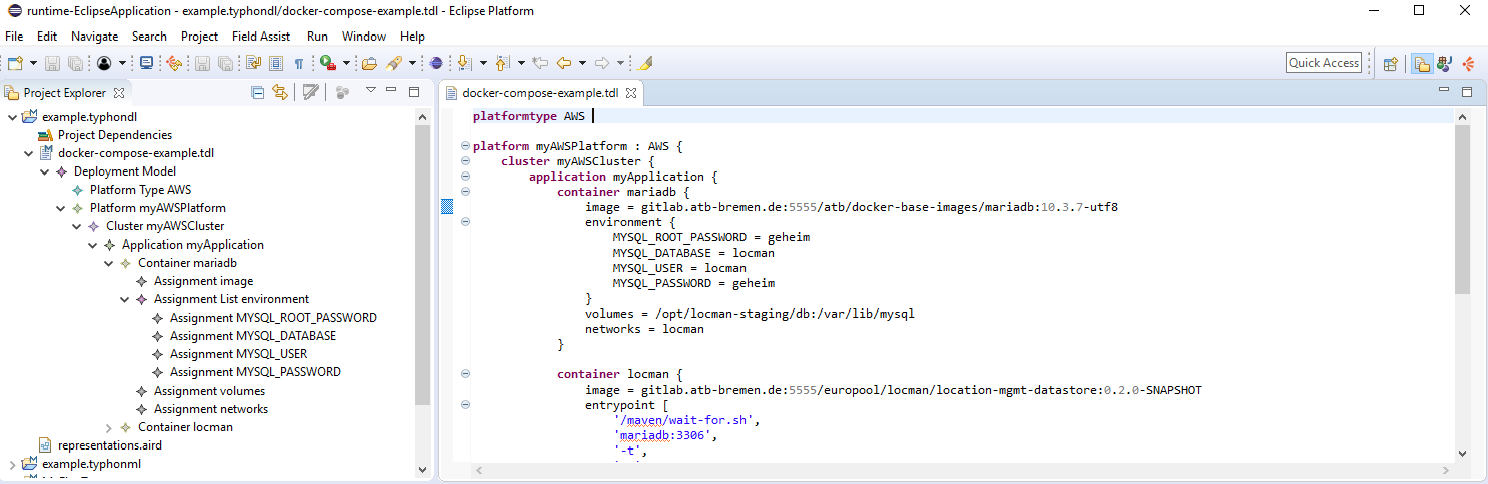 runtime-EclipseApplication - example.typhondl/docker-compose-example.tdl - Eclipse Platform
File Edit Navigate Search Project Field Assist Run Window Help
Quick Access
Project Explorer
example.typhondl
Project Dependencies
docker-compose-example.tdl
Deployment Model
Platform Type AWS
Platform myAWSPlatform
Cluster myAWSCluster
Application myApplication
Container mariadb
Assignment image
Assignment List environment
Assignment MYSQL_ROOT_PASSWORD
Assignment MYSQL_DATABASE
Assignment MYSQL_USER
Assignment MYSQL_PASSWORD
Assignment volumes
Assignment networks
Container locman
representations.aird
example.typhonml
docker-compose-example.tdl
platformtype AWS
platform myAWSPlatform : AWS {
cluster myAWSCluster {
application myApplication {
container mariadb {
image = gitlab.atb-bremen.de:5555/atb/docker-base-images/mariadb:10.3.7-utf8
environment {
MYSQL_ROOT_PASSWORD = geheim
MYSQL_DATABASE = locman
MYSQL_USER = locman
MYSQL_PASSWORD = geheim
}
volumes = /opt/locman-staging/db:/var/lib/mysql
networks = locman
}
container locman {
image = gitlab.atb-bremen.de:5555/europool/locman/location-mgmt-datastore:0.2.0-SNAPSHOT
entrypoint [
'/maven/wait-for.sh',
'mariadb:3306',
'-t',